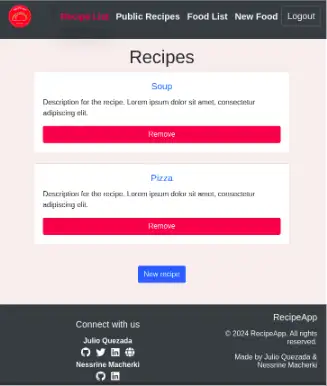 Public Recipes Food List New Food Logout
Recipes
Soup
Description for the recipe. Lorem ipsum dolor sit amet, consectetur
adipiscing elit.
Remove
Pizza
Description for the recipe. Lorem ipsum dolor sit amet, consectetur
adipiscing elit.
Remove
New recipe
Connect with us
Julio Quezada
Nessrine Macherki
RecipeApp
© 2024 RecipeApp. All rights
reserved.
Made by Julio Quezada &
Nessrine Macherki